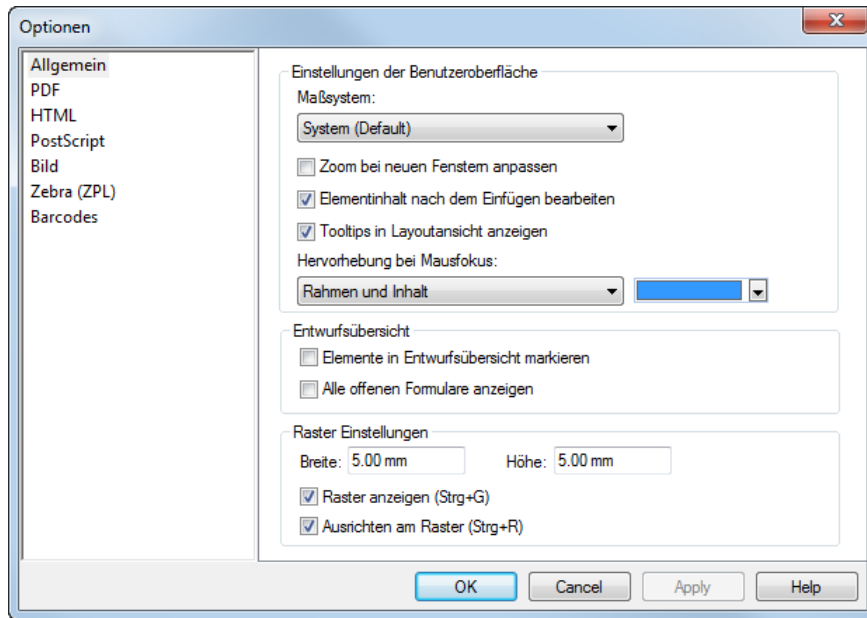 Optionen
Allgemein
PDF
HTML
PostScript
Bild
Zebra (ZPL)
Barcodes
Einstellungen der Benutzeroberfläche
Maßsystem:
System (Default)
Zoom bei neuen Fenstern anpassen
Elementinhalt nach dem Einfügen bearbeiten
Tooltips in Layoutansicht anzeigen
Hervorhebung bei Mausfokus:
Rahmen und Inhalt
Entwurfsübersicht
Elemente in Entwurfsübersicht markieren
Alle offenen Formulare anzeigen
Raster Einstellungen
Breite: 5.00 mm Höhe: 5.00 mm
Raster anzeigen (Strg+G)
Ausrichten am Raster (Strg+R)
OK Cancel Apply Help